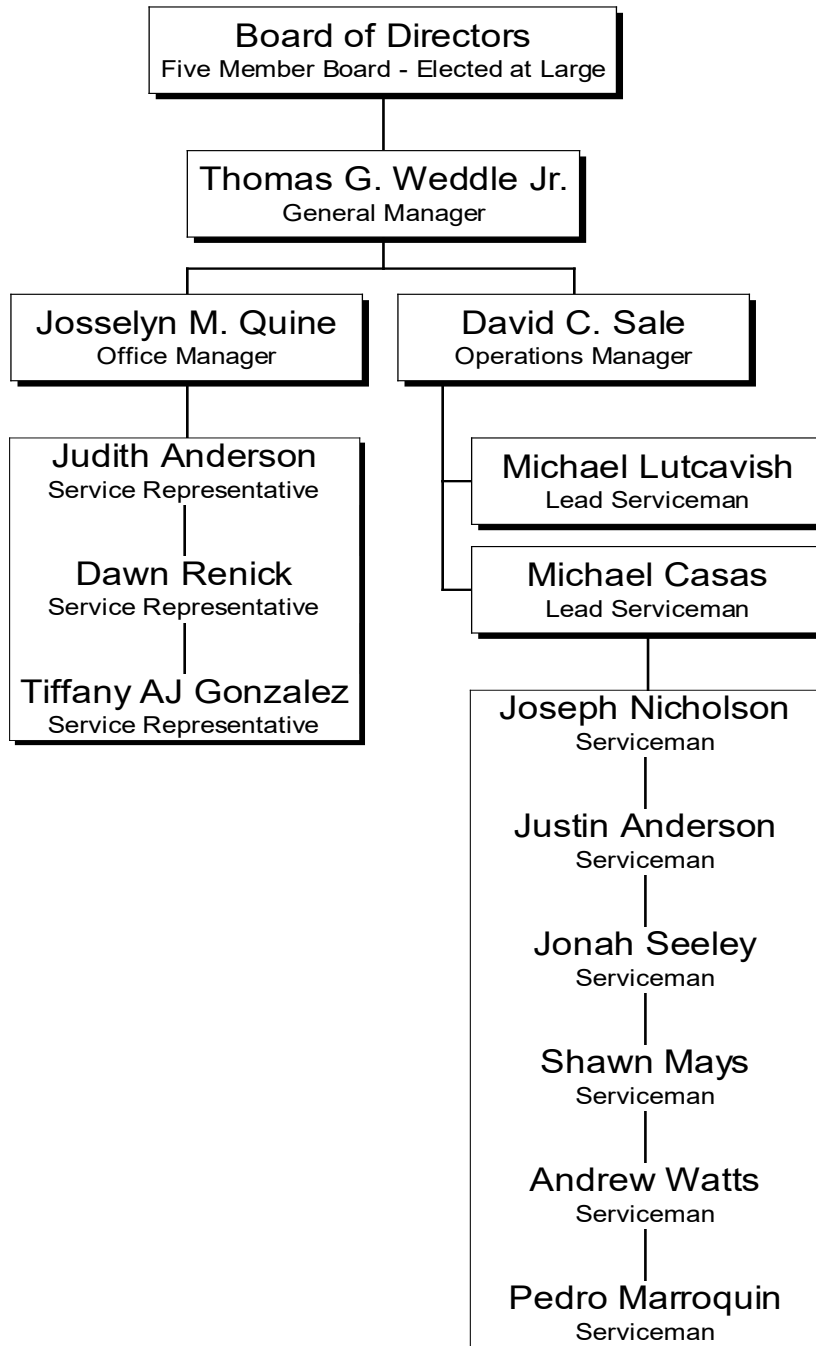 Board of Directors
Five Member Board - Elected at Large
Thomas G. Weddle Jr.
General Manager
Josselyn M. Quine
Office Manager
David C. Sale
Operations Manager
Judith Anderson
Service Representative
Dawn Renick
Service Representative
Tiffany AJ Gonzalez
Service Representative
Michael Lutcavish
Lead Serviceman
Michael Casas
Lead Serviceman
Joseph Nicholson
Serviceman
Justin Anderson
Serviceman
Jonah Seeley
Serviceman
Shawn Mays
Serviceman
Andrew Watts
Serviceman
Pedro Marroquin
Serviceman